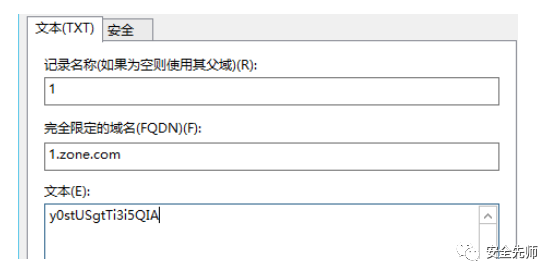 文本(TXT) 安全
记录名称(如果为空则使用其父域)(R):
1
完全限定的域名(FQDN)(F):
1.zone.com
文本(E):
y0stUSgtTi3i5QIA
安全先师